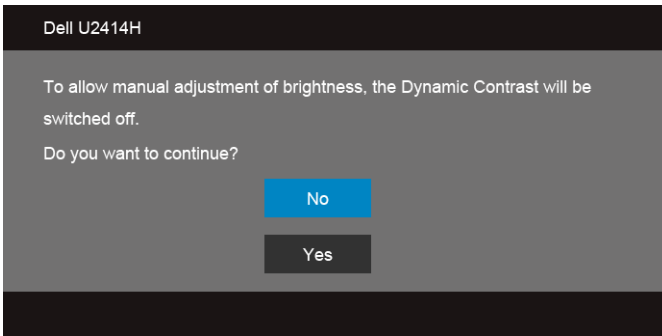 Dell U2414H
To allow manual adjustment of brightness, the Dynamic Contrast will be
switched off.
Do you want to continue?
No
Yes